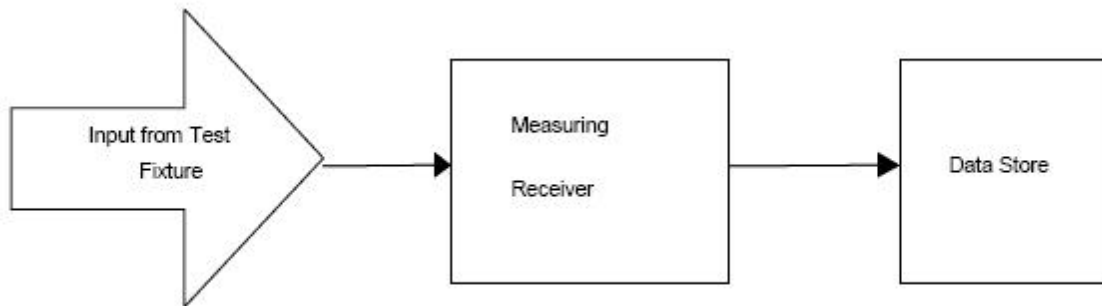 Input from Test
Fixture
Measuring
Receiver
Data Store